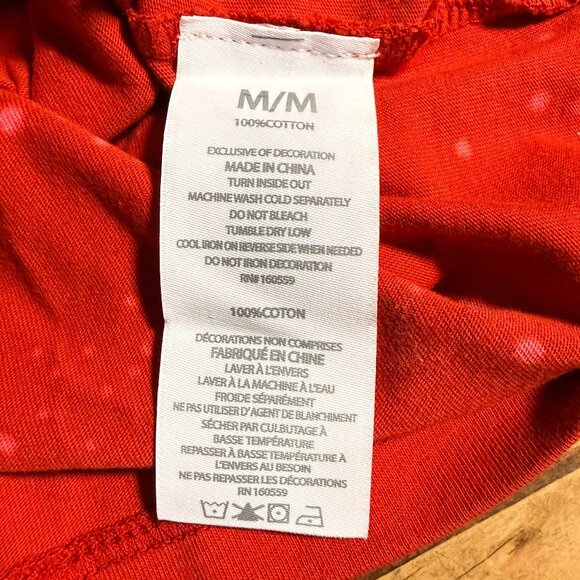 M/M
100%COTTON
EXCLUSIVE OF DECORATION
MADE IN CHINA
TURN INSIDE OUT
MACHINE WASH COLD SEPARATELY
DO NOT BLEACH
TUMBLE DRY LOW
COOL IRON ON REVERSE SIDE WHEN NEEDED
DO NOT IRON DECORATION
RN#160559
100%COTON
DÉCORATIONS NON COMPRISES
FABRIQUÉ EN CHINE
LAVER À L'ENVERS
LAVER À LA MACHINE À L'EAU
FROIDE SÉPARÉMENT
NE PAS UTILISER D'AGENT DE BLANCHIMENT
SÉCHER PAR CULBUTAGE À
BASSE TEMPÉRATURE
REPASSER À BASSE TEMPÉRATURE À
L'ENVERS AU BESOIN
NE PAS REPASSER LES DÉCORATIONS
RN 160559